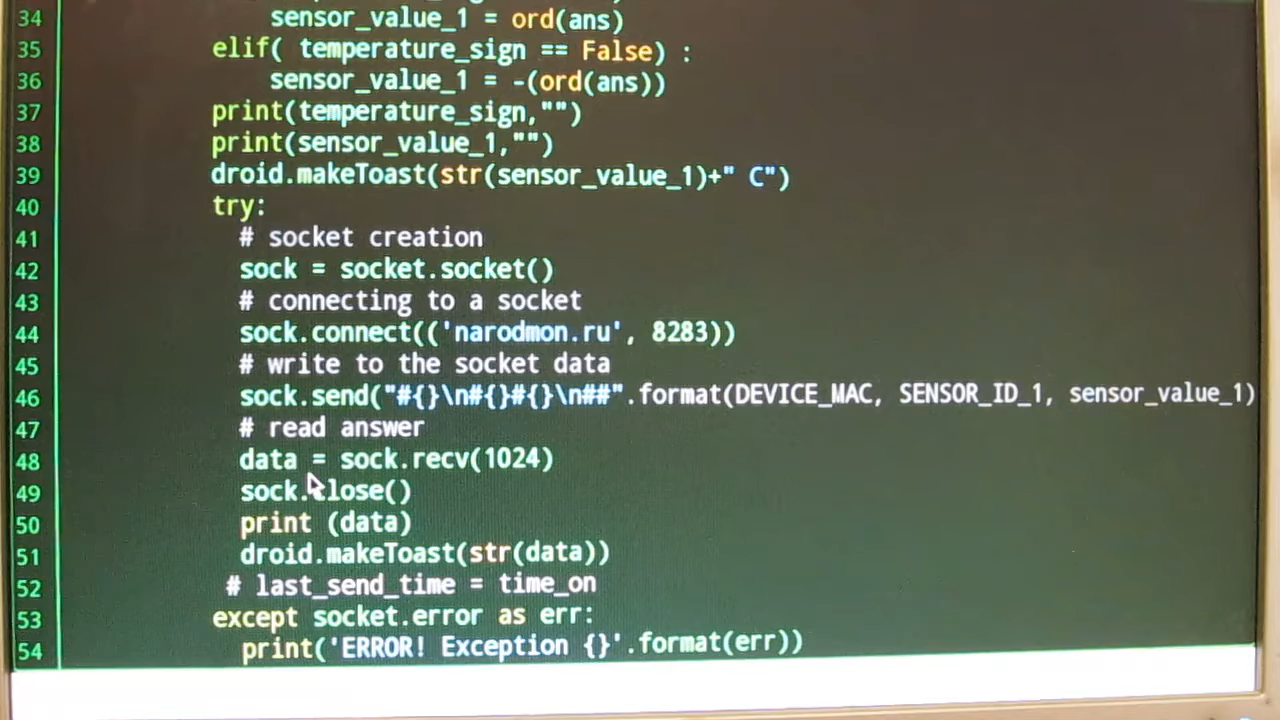 34 sensor_value_1 = ord(ans)
35 elif( temperature_sign == False) :
36 sensor_value_1 = -(ord(ans))
37 print(temperature_sign,"")
38 print(sensor_value_1,"")
39 droid.makeToast(str(sensor_value_1)+" C")
40 try:
41 # socket creation
42 sock = socket.socket()
43 # connecting to a socket
44 sock.connect(('narodmon.ru', 8283))
45 # write to the socket data
46 sock.send("#{}\n#{}#{}\n##".format(DEVICE_MAC, SENSOR_ID_1, sensor_value_1)
47 # read answer
48 data = sock.recv(1024)
49 sock.close()
50 print (data)
51 droid.makeToast(str(data))
52 # last_send_time = time_on
53 except socket.error as err:
54 print('ERROR! Exception {}'.format(err))